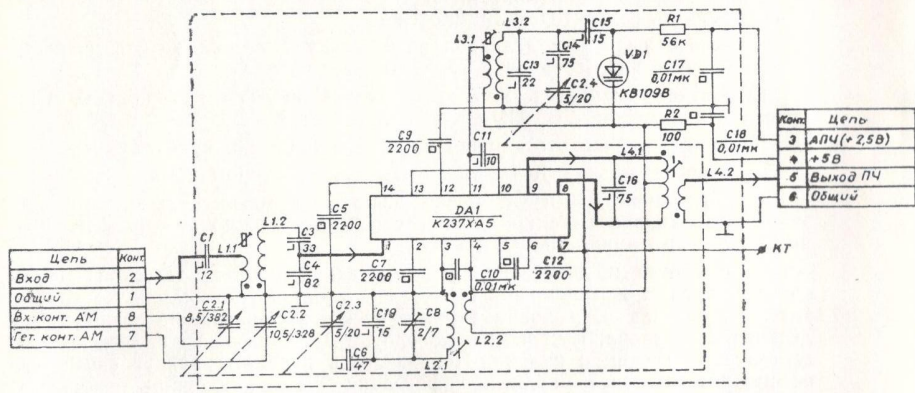 C15
15
R1
56к
L3.2
L3.1
C14
75
C13
22
C2.4
5/20
VD1
КВ109В
C17
0,01мк
R2
100
C18
0,01мк
C9
2200
C11
10
L4.1
L4.2
C16
75
Конт. Цепь
3 АПЧ(+2,5В)
4 +5В
5 Выход ПЧ
6 Общий
КТ
14 13 12 11 10 9 8
DA1
К237ХА5
1 2 3 4 5 6 7
C5
2200
L1.2
L1.1
C1
12
C3
33
C4
82
C7
2200
C10
0,01мк
C12
2200
Цепь Конт.
Вход 2
Общий 1
Вх. конт. АМ 8
Гет. конт. АМ 7
C2.1
8,5/382
C2.2
10,5/328
C2.3
5/20
C19
15
C8
2/7
C6
47
L2.1
L2.2